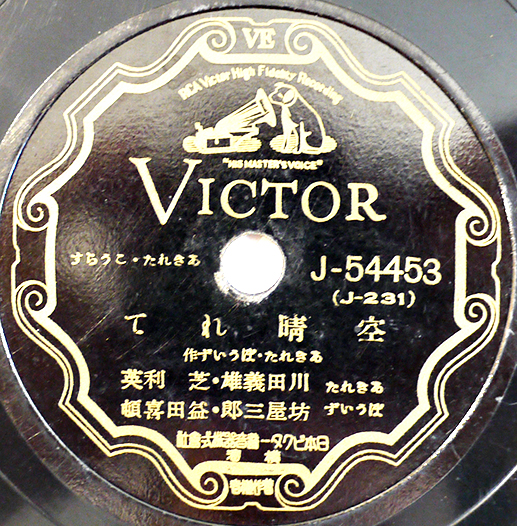 VE
RCA Victor High Fidelity Recording
"HIS MASTER'S VOICE"
VICTOR
あきれた・こうらす
J-54453
(J-231)
空晴れて
あきれた・ぼういず作
あきれた 川田義雄・芝 利英
ぼういず 坊屋三郎・益田喜頓
日本ビクター蓄音器株式會社
横濱